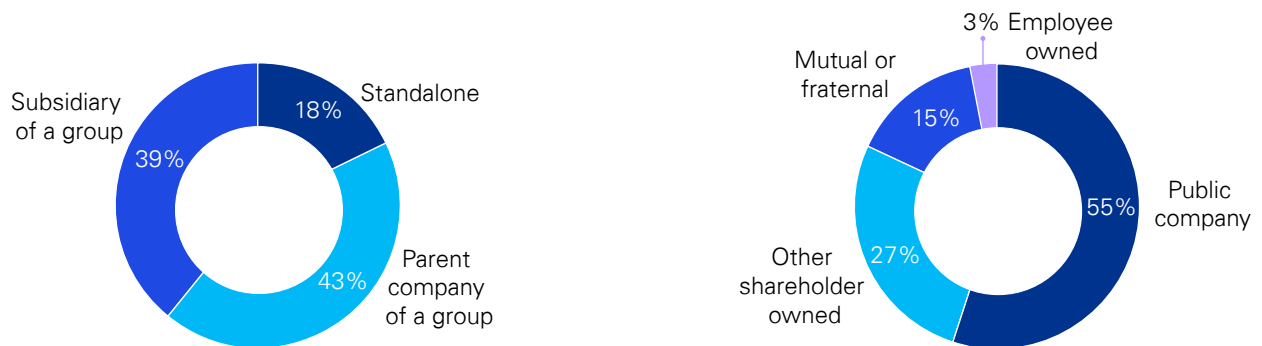 Subsidiary
of a group
39%
18%
Standalone
43%
Parent
company
of a group
3% Employee
owned
Mutual or
fraternal
15%
55%
Public
company
27%
Other
shareholder
owned